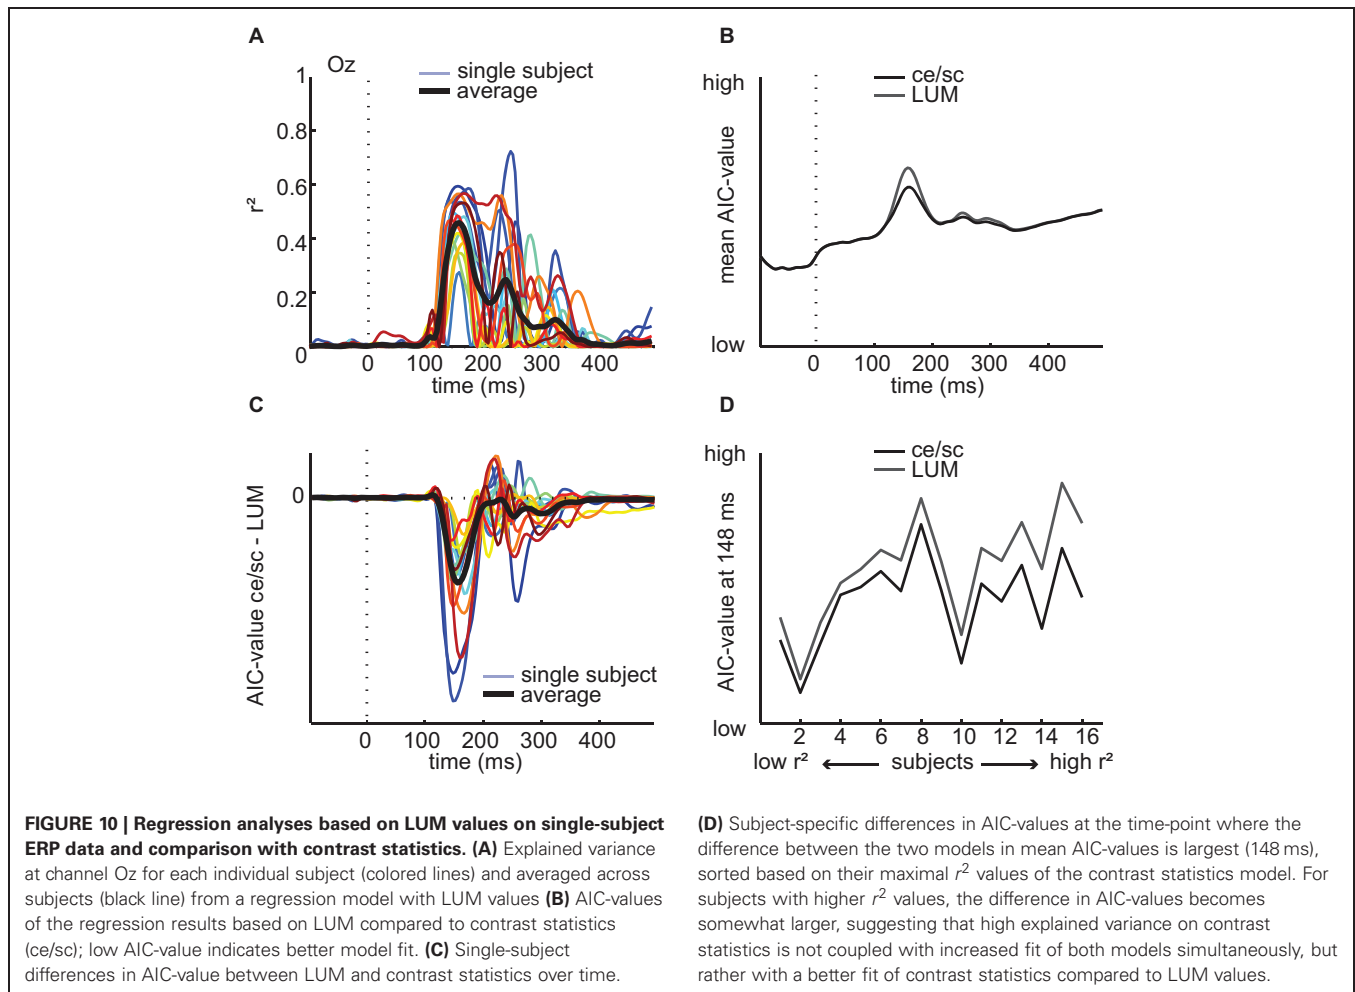 A
Oz
single subject
average
1
0.8
0.6
0.4
0.2
0
r²
0 100 200 300 400
time (ms)
B
ce/sc
LUM
high
low
mean AIC-value
0 100 200 300 400
time (ms)
C
0
AIC-value ce/sc - LUM
single subject
average
0 100 200 300 400
time (ms)
D
ce/sc
LUM
high
low
AIC-value at 148 ms
2 4 6 8 10 12 14 16
low r² subjects high r²
FIGURE 10 | Regression analyses based on LUM values on single-subject
ERP data and comparison with contrast statistics. (A) Explained variance
at channel Oz for each individual subject (colored lines) and averaged across
subjects (black line) from a regression model with LUM values (B) AIC-values
of the regression results based on LUM compared to contrast statistics
(ce/sc); low AIC-value indicates better model fit. (C) Single-subject
differences in AIC-value between LUM and contrast statistics over time.
(D) Subject-specific differences in AIC-values at the time-point where the
difference between the two models in mean AIC-values is largest (148 ms),
sorted based on their maximal r² values of the contrast statistics model. For
subjects with higher r² values, the difference in AIC-values becomes
somewhat larger, suggesting that high explained variance on contrast
statistics is not coupled with increased fit of both models simultaneously, but
rather with a better fit of contrast statistics compared to LUM values.